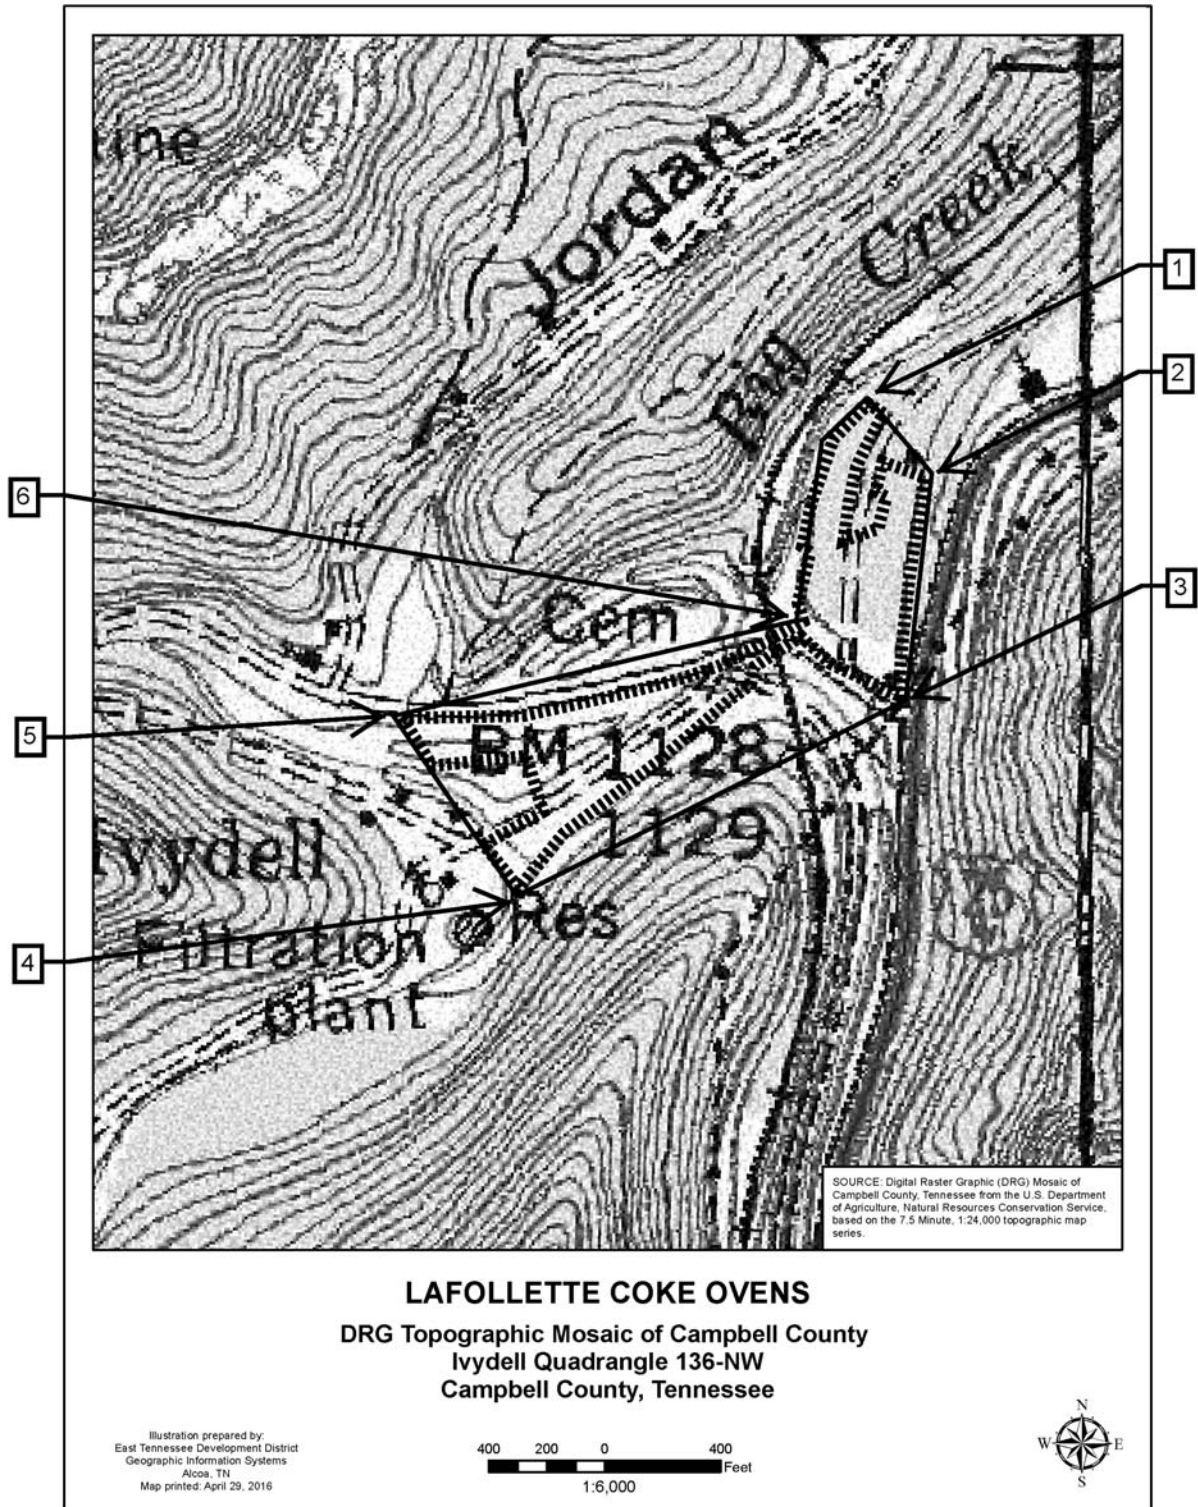 ine
Jordan
Creek
Big
1
2
6
3
Cem
5
BM 1128
1129
Ivydell
4
Filtration
Res
plant
SOURCE: Digital Raster Graphic (DRG) Mosaic of
Campbell County, Tennessee from the U.S. Department
of Agriculture, Natural Resources Conservation Service,
based on the 7.5 Minute, 1:24,000 topographic map
series.
LAFOLLETTE COKE OVENS
DRG Topographic Mosaic of Campbell County
Ivydell Quadrangle 136-NW
Campbell County, Tennessee
Illustration prepared by:
East Tennessee Development District
Geographic Information Systems
Alcoa, TN
Map printed: April 29, 2016
400 200 0 400
Feet
1:6,000
N
W E
S